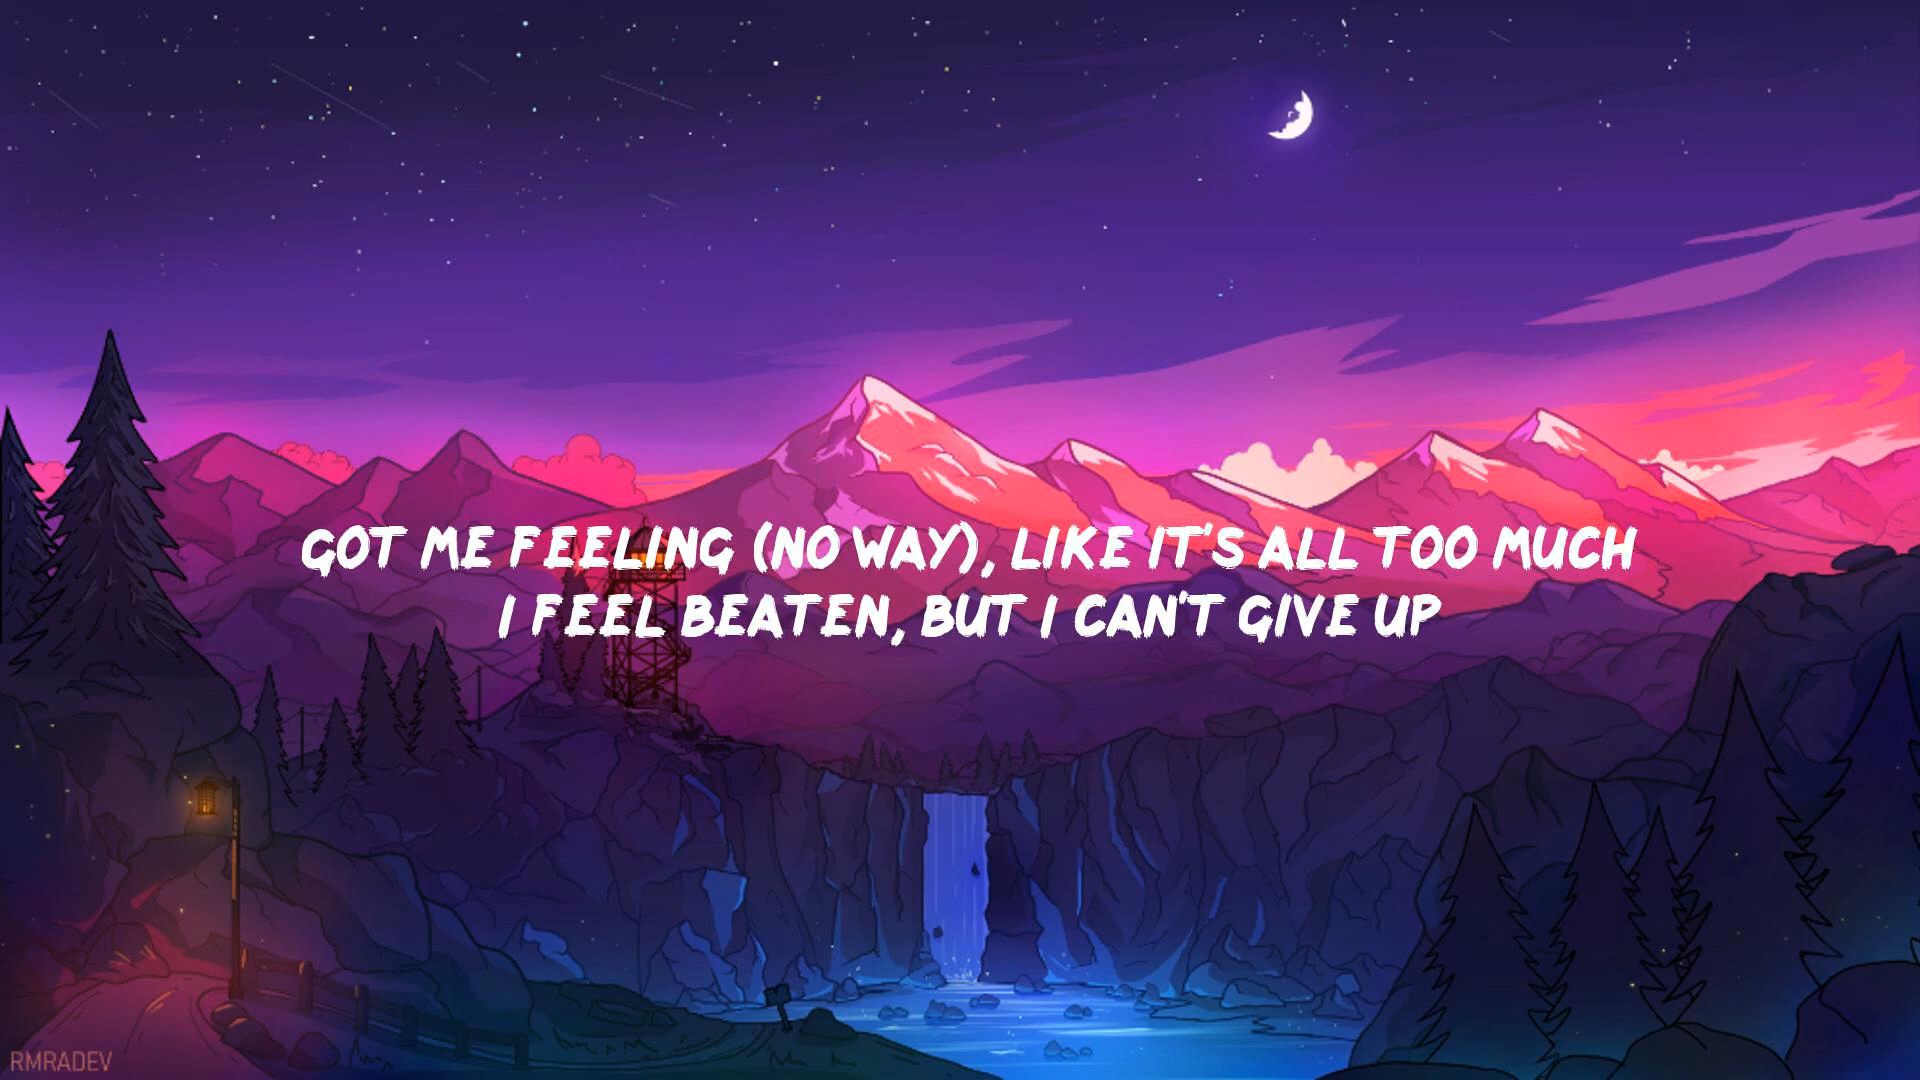 GOT ME FEELING (NO WAY), LIKE IT'S ALL TOO MUCH
I FEEL BEATEN, BUT I CAN'T GIVE UP
RMRADEV